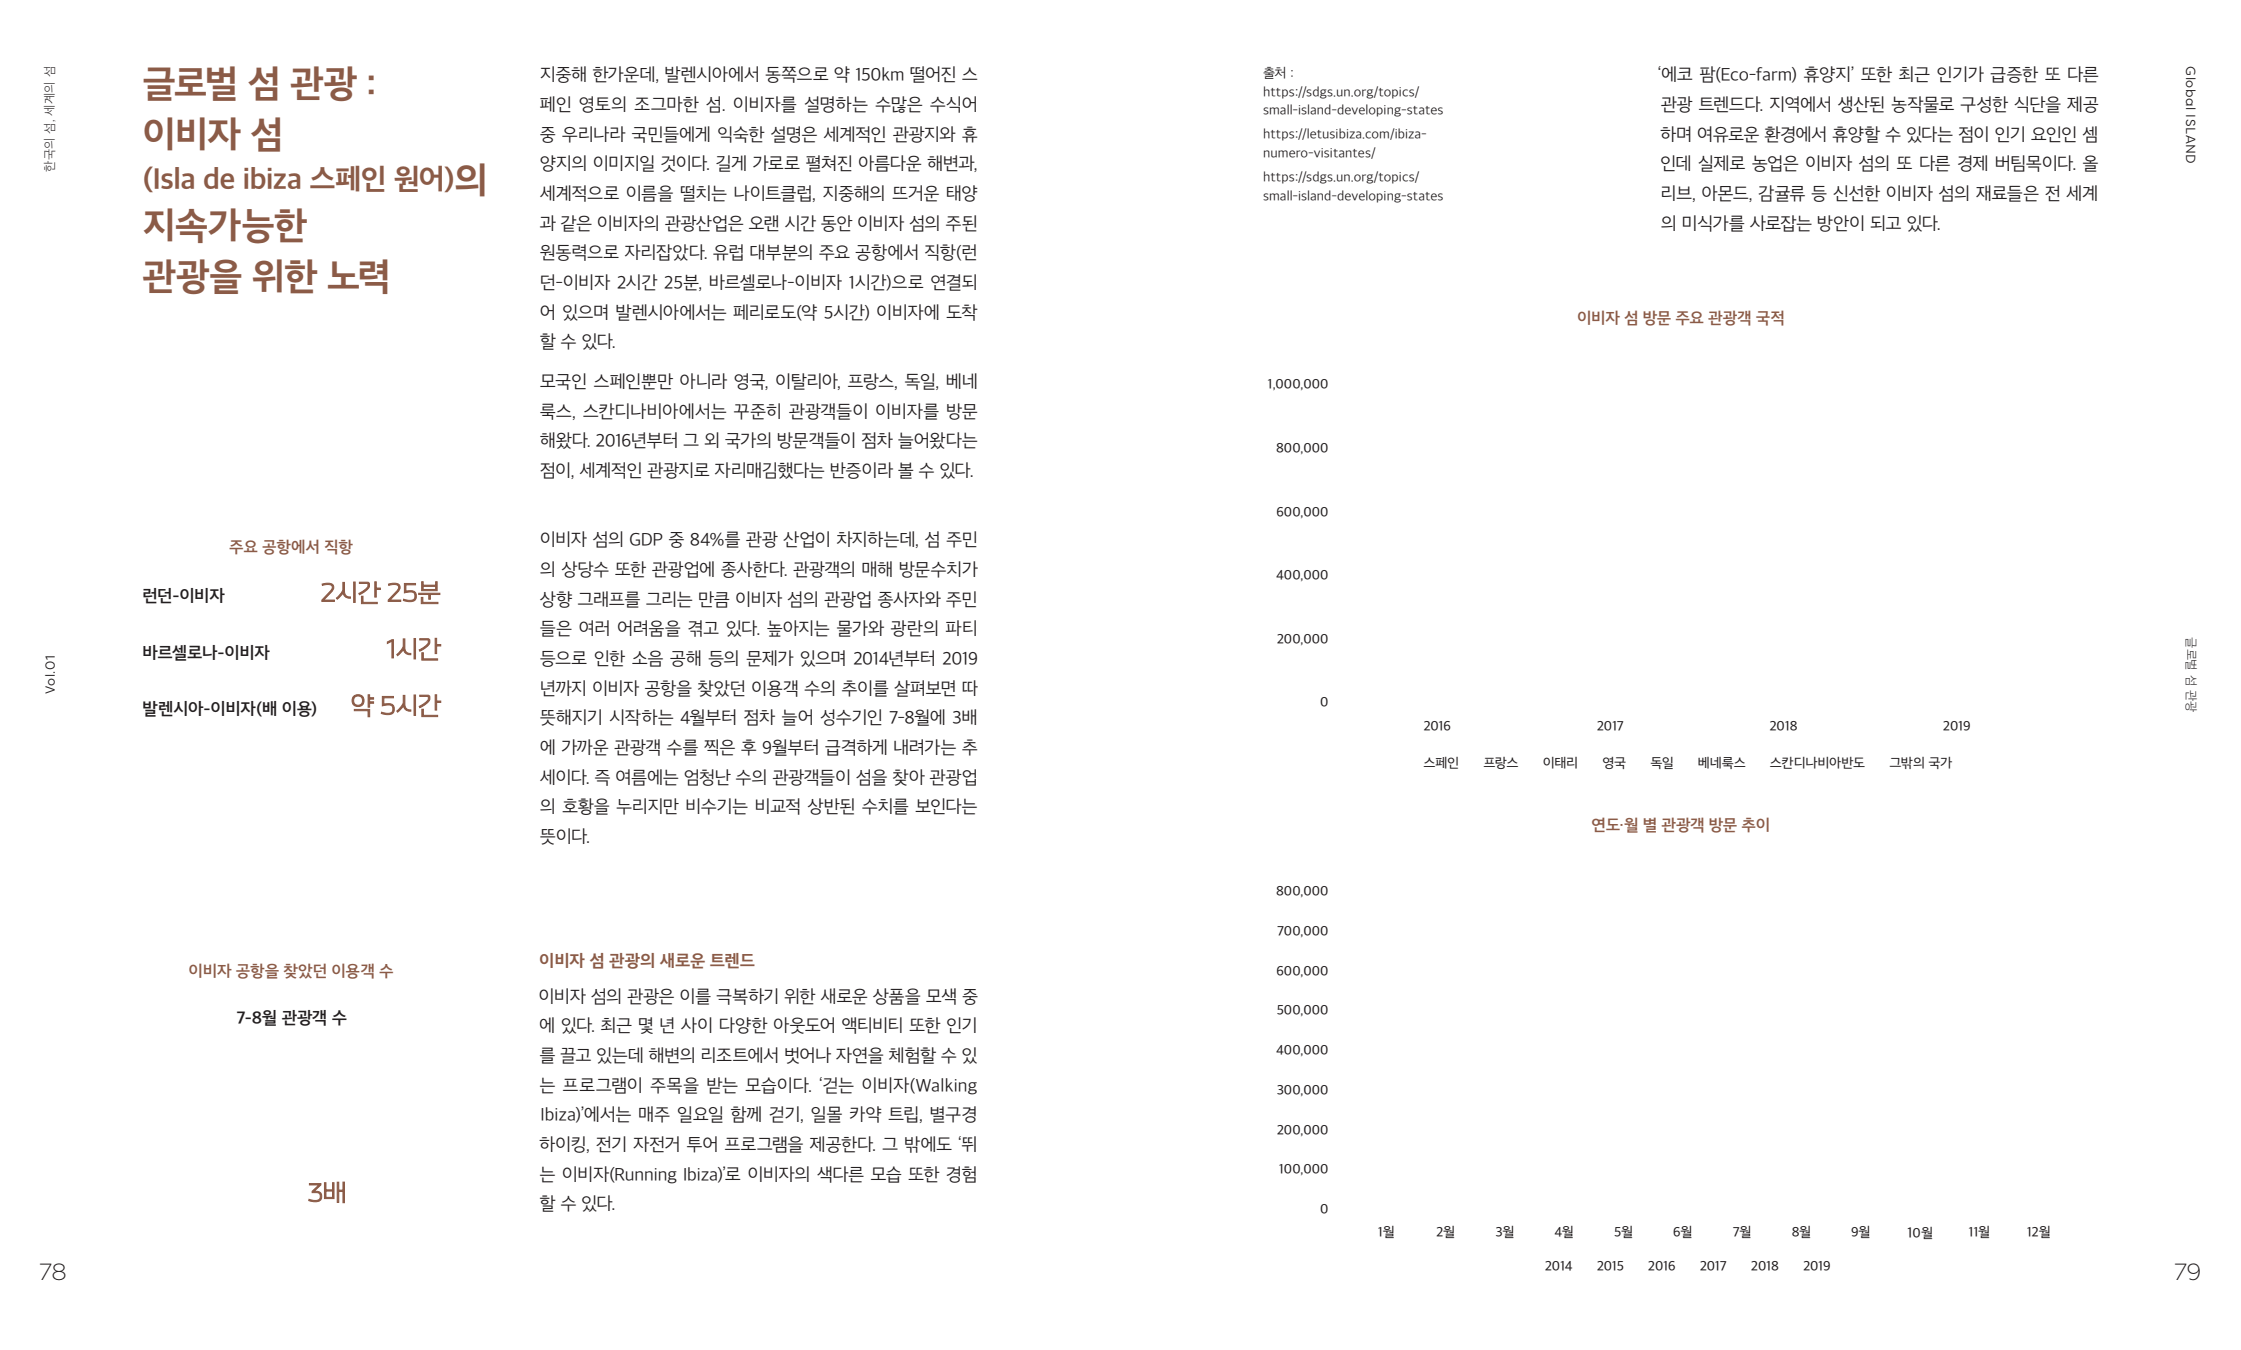 한국의 섬. 세계의 섬
Vol.01
78
글로벌 섬 관광 :
이비자 섬
(Isla de ibiza 스페인 원어)의
지속가능한
관광을 위한 노력
주요 공항에서 직항
런던-이비자 2시간 25분
바르셀로나-이비자 1시간
발렌시아-이비자(배 이용) 약 5시간
이비자 공항을 찾았던 이용객 수
7-8월 관광객 수
3배
지중해 한가운데, 발렌시아에서 동쪽으로 약 150km 떨어진 스
페인 영토의 조그마한 섬. 이비자를 설명하는 수많은 수식어
중 우리나라 국민들에게 익숙한 설명은 세계적인 관광지와 휴
양지의 이미지일 것이다. 길게 가로로 펼쳐진 아름다운 해변과,
세계적으로 이름을 떨치는 나이트클럽, 지중해의 뜨거운 태양
과 같은 이비자의 관광산업은 오랜 시간 동안 이비자 섬의 주된
원동력으로 자리잡았다. 유럽 대부분의 주요 공항에서 직항(런
던-이비자 2시간 25분, 바르셀로나-이비자 1시간)으로 연결되
어 있으며 발렌시아에서는 페리로도(약 5시간) 이비자에 도착
할 수 있다.
모국인 스페인뿐만 아니라 영국, 이탈리아, 프랑스, 독일, 베네
룩스, 스칸디나비아에서는 꾸준히 관광객들이 이비자를 방문
해왔다. 2016년부터 그 외 국가의 방문객들이 점차 늘어왔다는
점이, 세계적인 관광지로 자리매김했다는 반증이라 볼 수 있다.
이비자 섬의 GDP 중 84%를 관광 산업이 차지하는데, 섬 주민
의 상당수 또한 관광업에 종사한다. 관광객의 매해 방문수치가
상향 그래프를 그리는 만큼 이비자 섬의 관광업 종사자와 주민
들은 여러 어려움을 겪고 있다. 높아지는 물가와 광란의 파티
등으로 인한 소음 공해 등의 문제가 있으며 2014년부터 2019
년까지 이비자 공항을 찾았던 이용객 수의 추이를 살펴보면 따
뜻해지기 시작하는 4월부터 점차 늘어 성수기인 7-8월에 3배
에 가까운 관광객 수를 찍은 후 9월부터 급격하게 내려가는 추
세이다. 즉 여름에는 엄청난 수의 관광객들이 섬을 찾아 관광업
의 호황을 누리지만 비수기는 비교적 상반된 수치를 보인다는
뜻이다.
이비자 섬 관광의 새로운 트렌드
이비자 섬의 관광은 이를 극복하기 위한 새로운 상품을 모색 중
에 있다. 최근 몇 년 사이 다양한 아웃도어 액티비티 또한 인기
를 끌고 있는데 해변의 리조트에서 벗어나 자연을 체험할 수 있
는 프로그램이 주목을 받는 모습이다. ‘걷는 이비자(Walking
Ibiza)’에서는 매주 일요일 함께 걷기, 일몰 카약 트립, 별구경
하이킹, 전기 자전거 투어 프로그램을 제공한다. 그 밖에도 ‘뛰
는 이비자(Running Ibiza)’로 이비자의 색다른 모습 또한 경험
할 수 있다.
출처 :
https://sdgs.un.org/topics/
small-island-developing-states
https://letusibiza.com/ibiza-
numero-visitantes/
https://sdgs.un.org/topics/
small-island-developing-states
‘에코 팜(Eco-farm) 휴양지’ 또한 최근 인기가 급증한 또 다른
관광 트렌드다. 지역에서 생산된 농작물로 구성한 식단을 제공
하며 여유로운 환경에서 휴양할 수 있다는 점이 인기 요인인 셈
인데 실제로 농업은 이비자 섬의 또 다른 경제 버팀목이다. 올
리브, 아몬드, 감귤류 등 신선한 이비자 섬의 재료들은 전 세계
의 미식가를 사로잡는 방안이 되고 있다.
이비자 섬 방문 주요 관광객 국적
1,000,000
800,000
600,000
400,000
200,000
0
2016 2017 2018 2019
스페인 프랑스 이태리 영국 독일 베네룩스 스칸디나비아반도 그밖의 국가
연도·월 별 관광객 방문 추이
800,000
700,000
600,000
500,000
400,000
300,000
200,000
100,000
0
1월 2월 3월 4월 5월 6월 7월 8월 9월 10월 11월 12월
2014 2015 2016 2017 2018 2019
Global ISLAND
글로벌 섬 관광
79